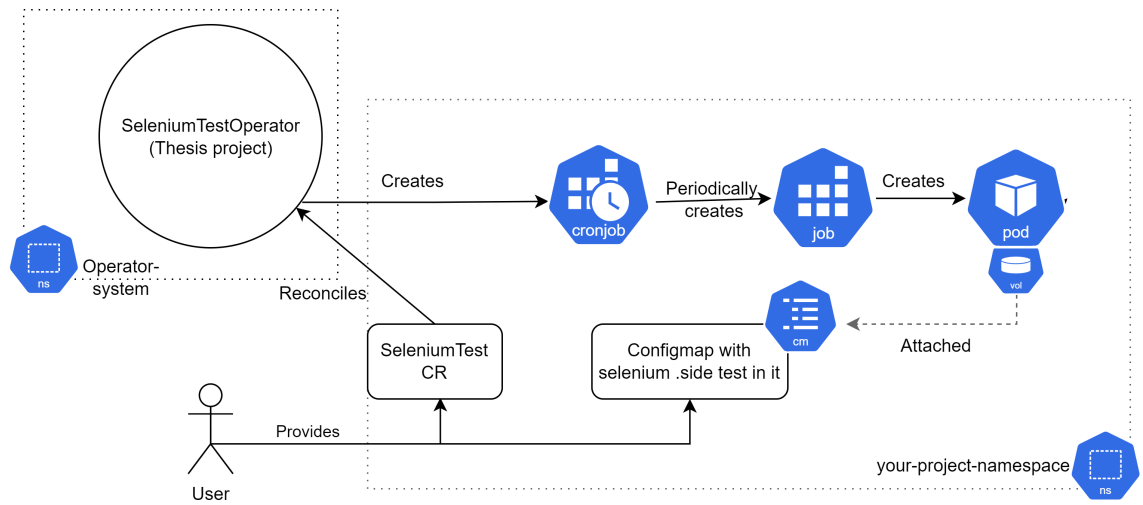 SeleniumTestOperator
(Thesis project)
ns
Operator-
system
Creates
cronjob
Periodically
creates
job
Creates
pod
vol
Reconciles
SeleniumTest
CR
Configmap with
selenium .side test in it
cm
Attached
Provides
User
your-project-namespace
ns